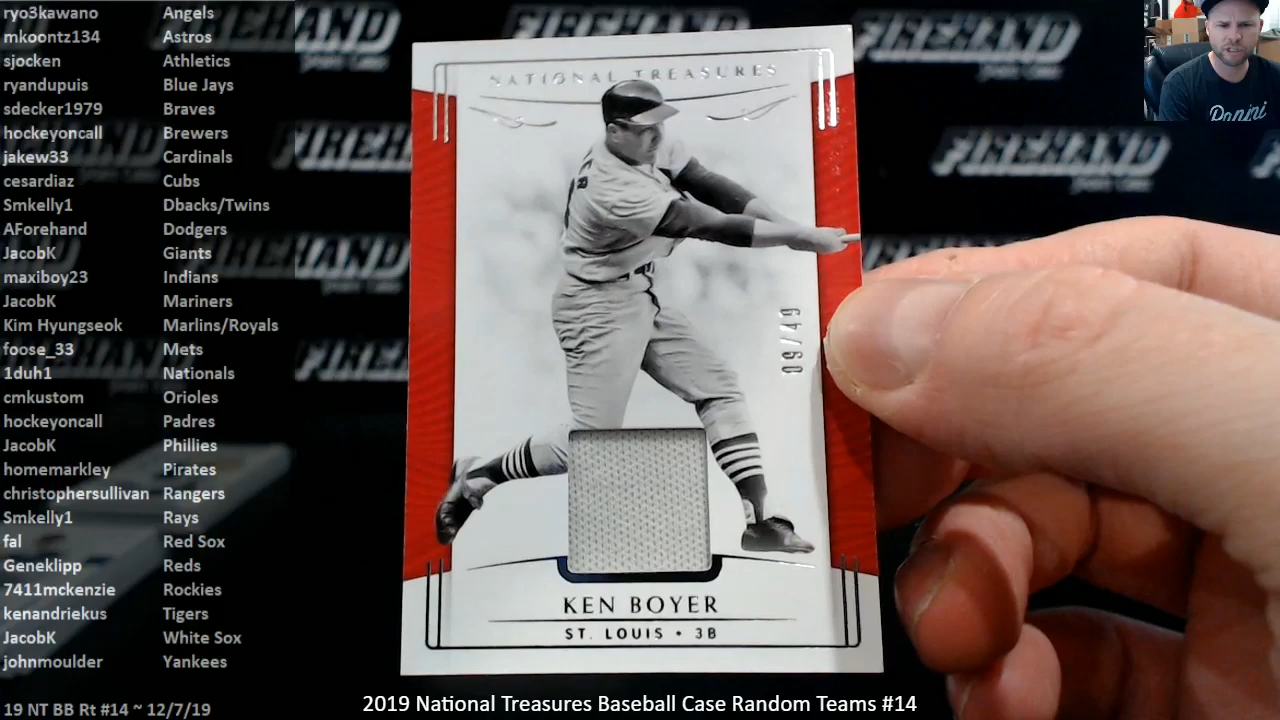 ryo3kawano Angels
mkoontz134 Astros
sjocken Athletics
ryandupuis Blue Jays
sdecker1979 Braves
hockeyoncall Brewers
jakew33 Cardinals
cesardiaz Cubs
Smkelly1 Dbacks/Twins
AForehand Dodgers
JacobK Giants
maxiboy23 Indians
JacobK Mariners
Kim Hyungseok Marlins/Royals
foose_33 Mets
1duh1 Nationals
cmkustom Orioles
hockeyoncall Padres
JacobK Phillies
homemarkley Pirates
christophersullivan Rangers
Smkelly1 Rays
fal Red Sox
Geneklipp Reds
7411mckenzie Rockies
kenandriekus Tigers
JacobK White Sox
johnmoulder Yankees
19 NT BB Rt #14 ~ 12/7/19
NATIONAL TREASURES
09/49
KEN BOYER
ST. LOUIS • 3B
FIREHAND
FIREHAND
Panini
2019 National Treasures Baseball Case Random Teams #14